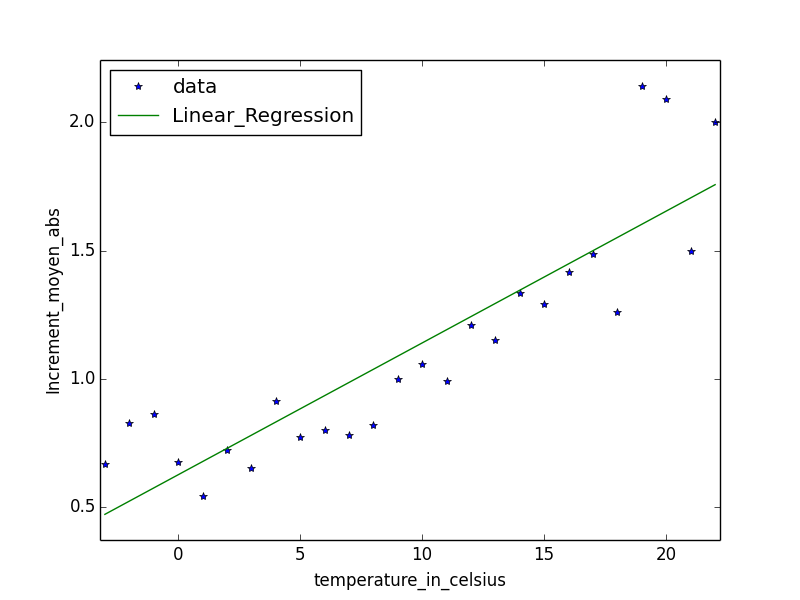 data
Linear_Regression
2.0
1.5
1.0
0.5
Increment_moyen_abs
0 5 10 15 20
temperature_in_celsius